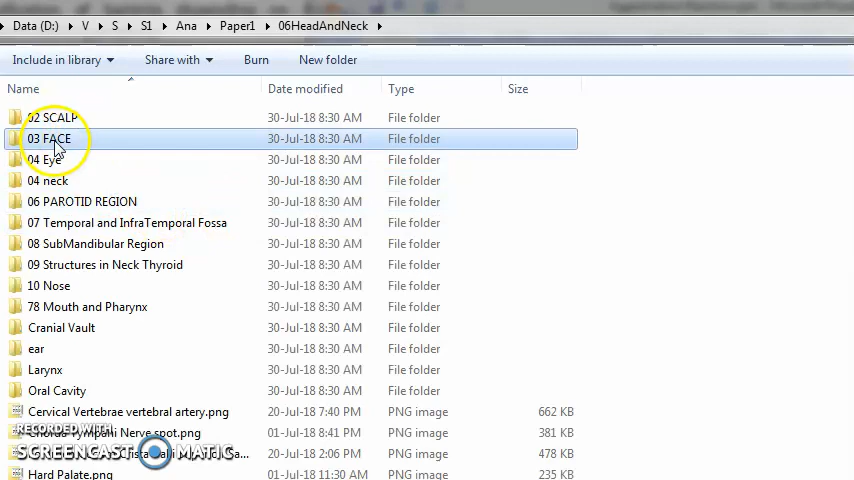 Data (D:) V S S1 Ana Paper1 06HeadAndNeck
Include in library Share with Burn New folder
Name Date modified Type Size
02 SCALP 30-Jul-18 8:30 AM File folder
03 FACE 30-Jul-18 8:30 AM File folder
04 Eye 30-Jul-18 8:30 AM File folder
04 neck 30-Jul-18 8:30 AM File folder
06 PAROTID REGION 30-Jul-18 8:30 AM File folder
07 Temporal and InfraTemporal Fossa 30-Jul-18 8:30 AM File folder
08 SubMandibular Region 30-Jul-18 8:30 AM File folder
09 Structures in Neck Thyroid 30-Jul-18 8:30 AM File folder
10 Nose 30-Jul-18 8:30 AM File folder
78 Mouth and Pharynx 30-Jul-18 8:30 AM File folder
Cranial Vault 30-Jul-18 8:30 AM File folder
ear 30-Jul-18 8:30 AM File folder
Larynx 30-Jul-18 8:30 AM File folder
Oral Cavity 30-Jul-18 8:30 AM File folder
Cervical Vertebrae vertebral artery.png 20-Jul-18 7:40 PM PNG image 662 KB
Chorda Tympani Nerve spot.png 01-Jul-18 8:41 PM PNG image 381 KB
20-Jul-18 2:06 PM PNG image 478 KB
Hard Palate.png 01-Jul-18 11:30 AM PNG image 235 KB
RECORDED WITH
SCREENCAST MATIC